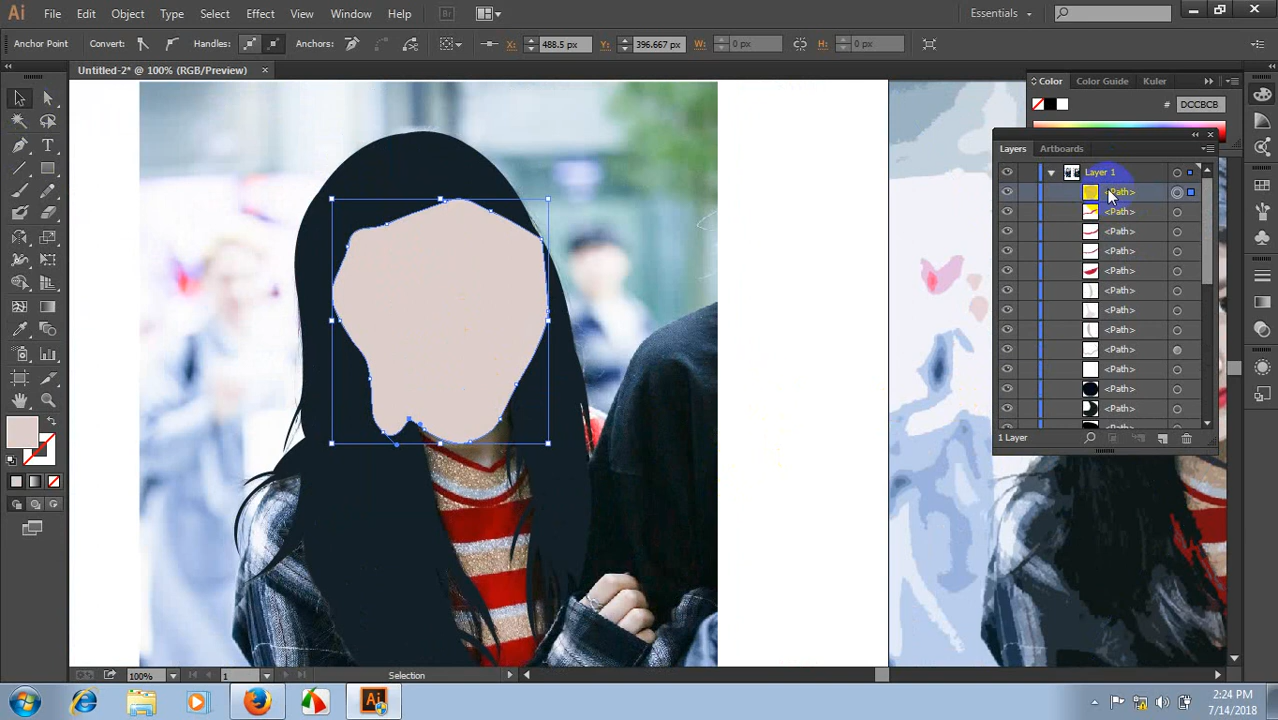 Ai File Edit Object Type Select Effect View Window Help Br Essentials
Anchor Point Convert: Handles: Anchors: X: 488.5 px Y: 396.667 px W: 0 px H: 0 px
Untitled-2* @ 100% (RGB/Preview) ×
Color Color Guide Kuler
# DCCBCB
Layers Artboards
Layer 1
<Path>
<Path>
<Path>
<Path>
<Path>
<Path>
<Path>
<Path>
<Path>
<Path>
<Path>
<Path>
<Path>
1 Layer
100% 1 Selection
Ai 2:24 PM
7/14/2018